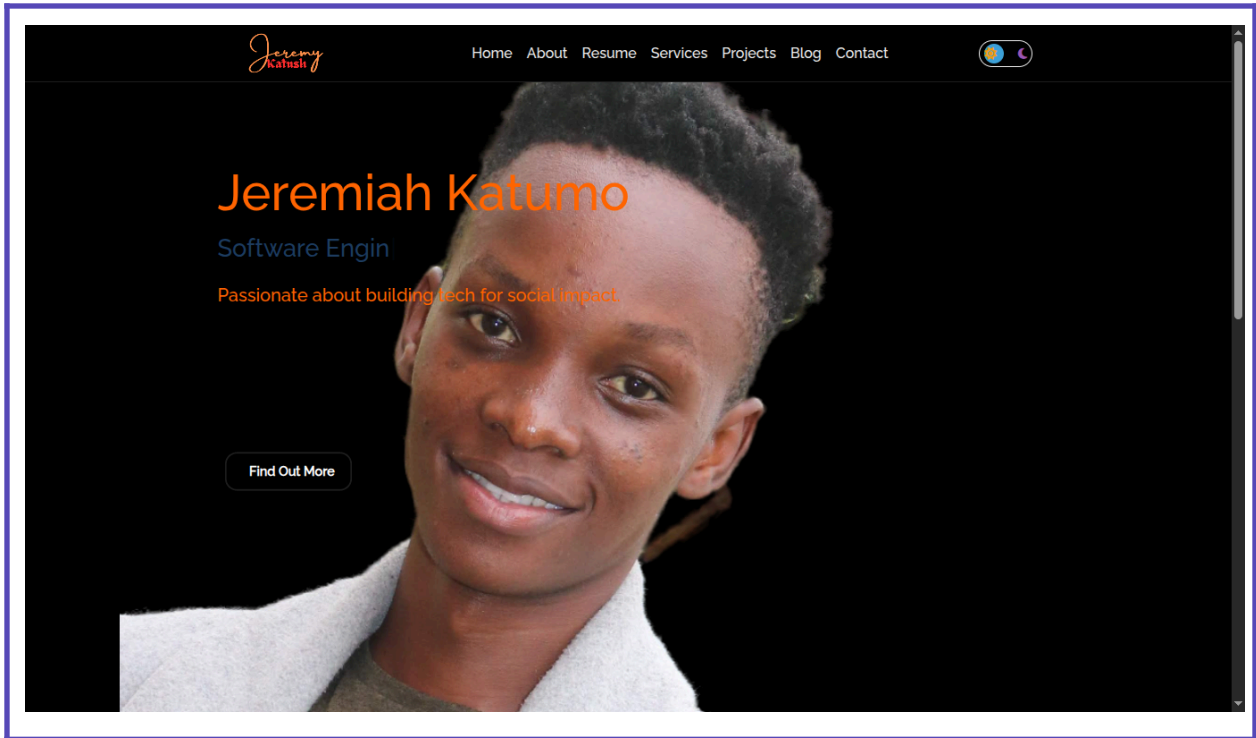 Jeremy
Katush
Home About Resume Services Projects Blog Contact
Jeremiah Katumo
Software Engin
Passionate about building tech for social impact.
Find Out More